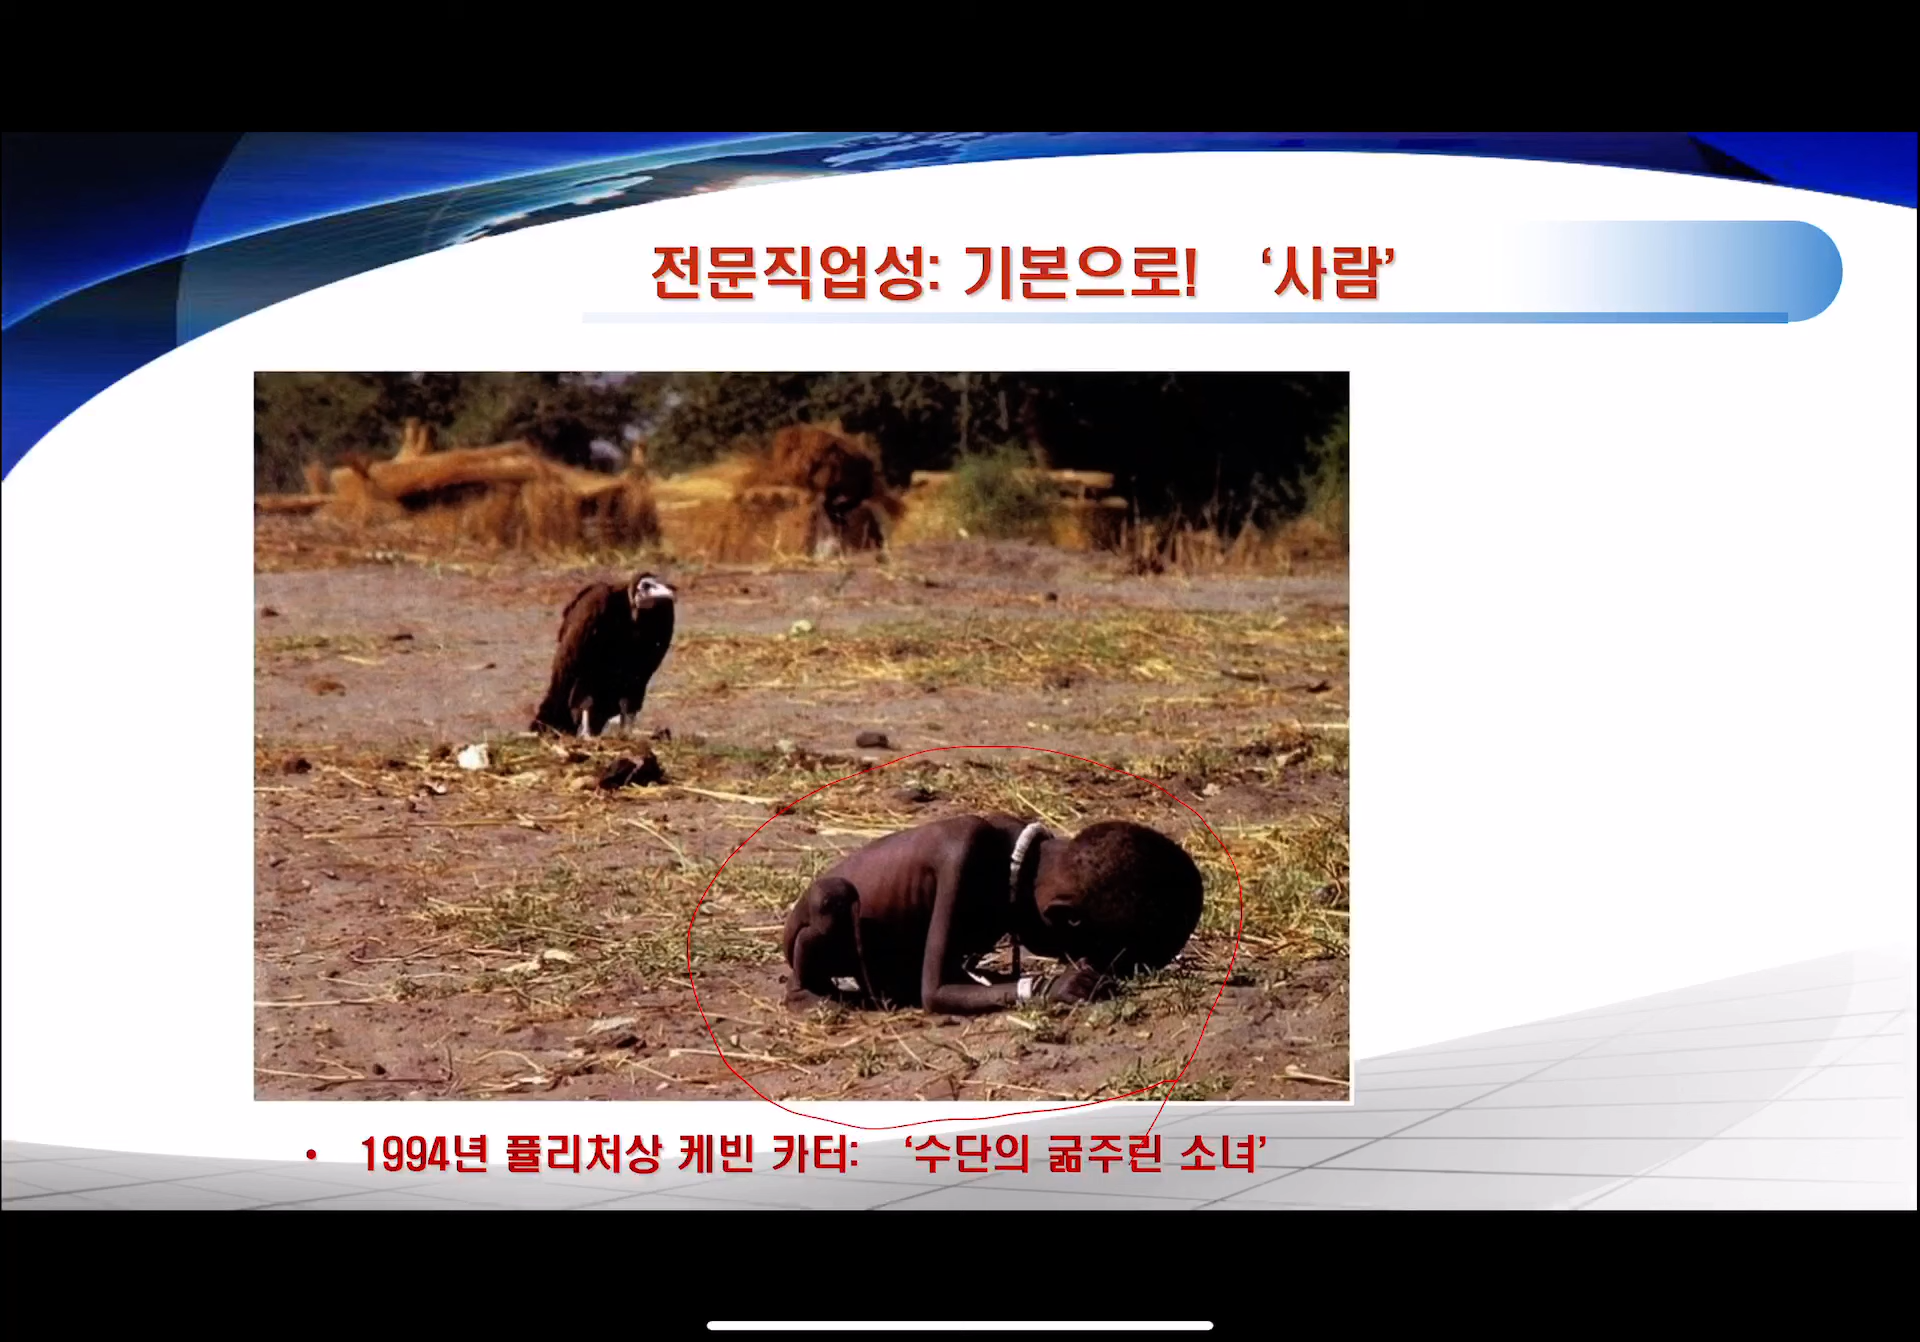 전문직업성: 기본으로! ‘사람’
• 1994년 퓰리처상 케빈 카터: ‘수단의 굶주린 소녀’